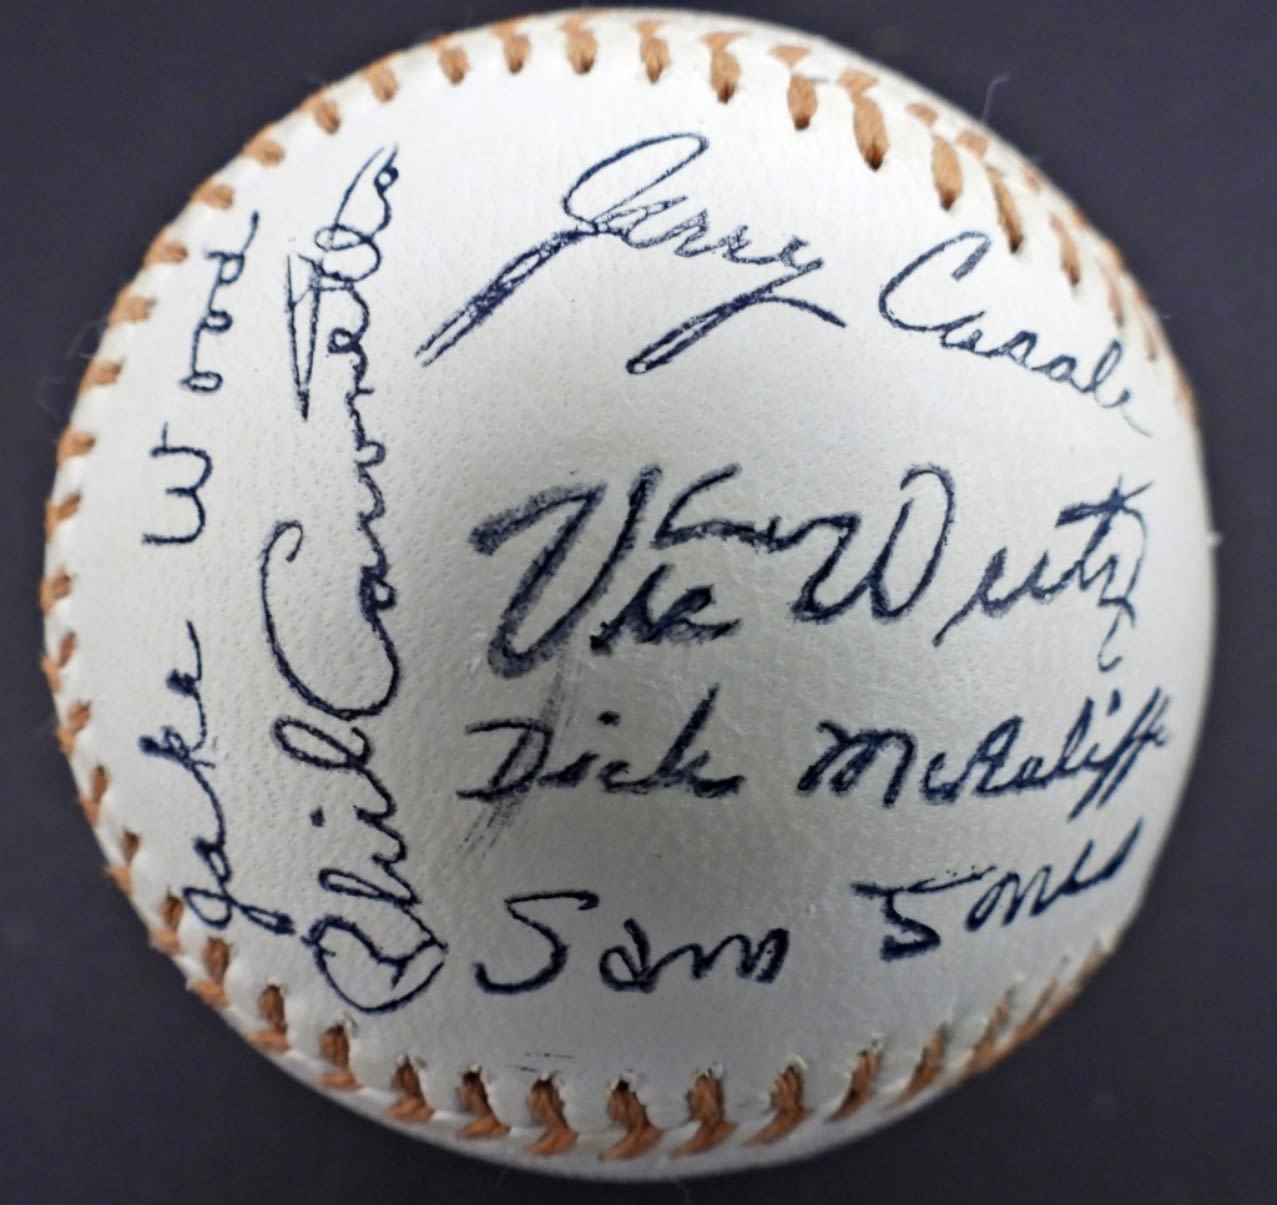 Jerry Casale
Vic Wertz
Dick McAuliffe
Sam Jones
Phil Cavarretta
Jake Wood